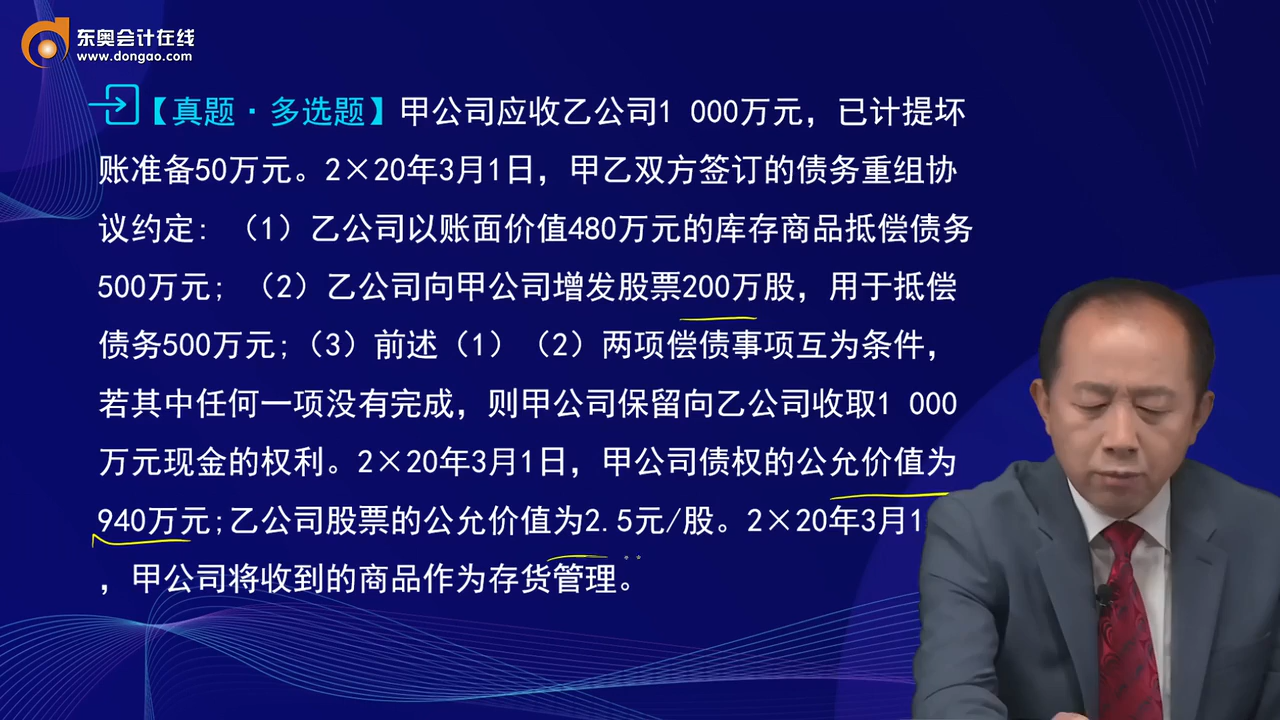 东奥会计在线
www.dongao.com
【真题·多选题】甲公司应收乙公司1 000万元，已计提坏
账准备50万元。2×20年3月1日，甲乙双方签订的债务重组协
议约定：（1）乙公司以账面价值480万元的库存商品抵偿债务
500万元；（2）乙公司向甲公司增发股票200万股，用于抵偿
债务500万元；（3）前述（1）（2）两项偿债事项互为条件，
若其中任何一项没有完成，则甲公司保留向乙公司收取1 000
万元现金的权利。2×20年3月1日，甲公司债权的公允价值为
940万元；乙公司股票的公允价值为2.5元/股。2×20年3月1
，甲公司将收到的商品作为存货管理。